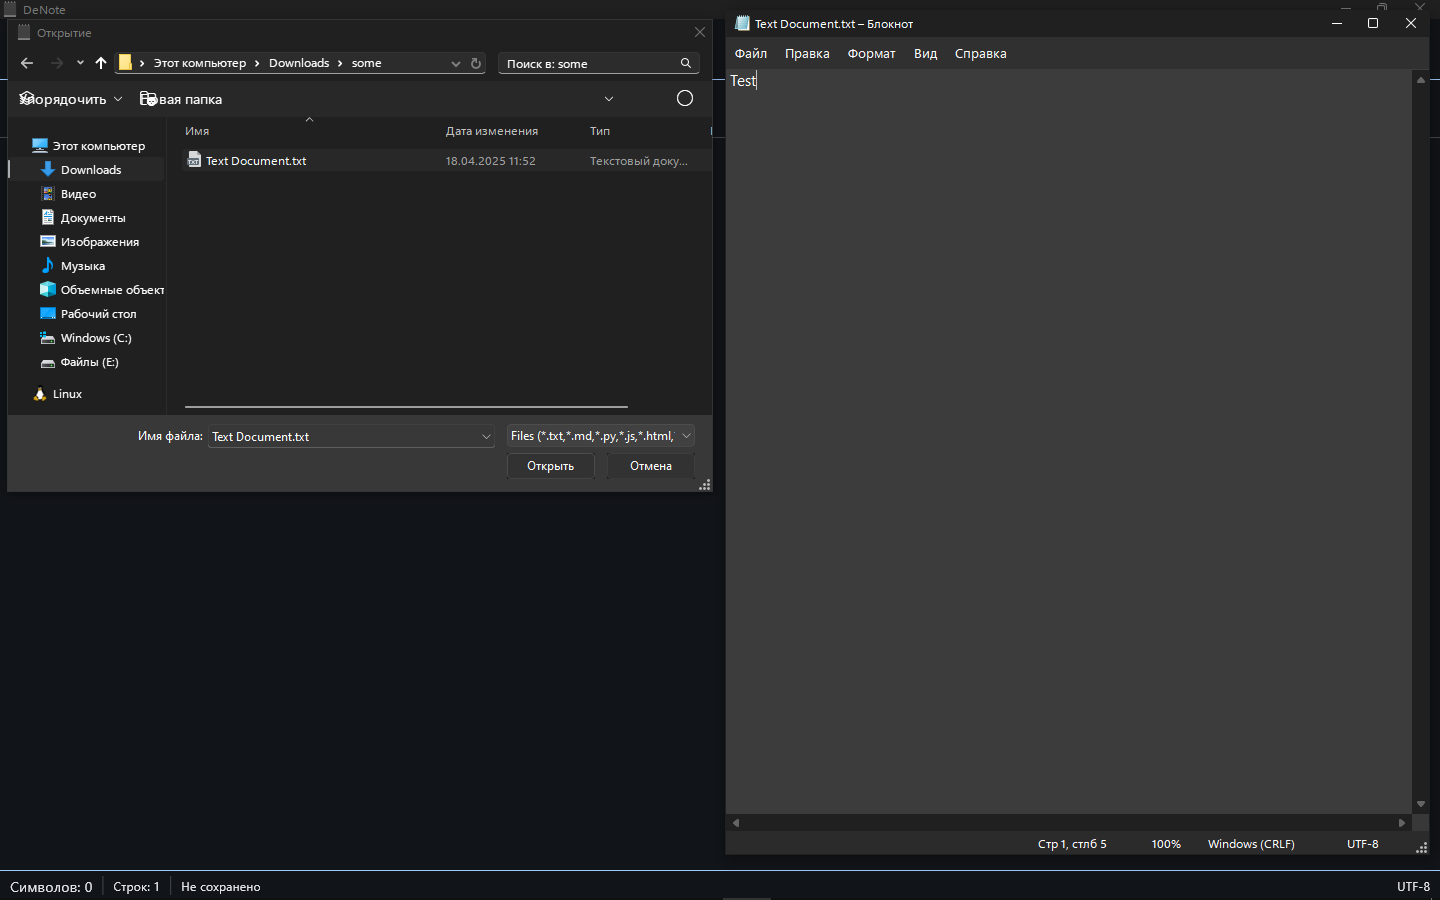 DeNote
Открытие
Этот компьютер Downloads some
Поиск в: some
Упорядочить
Новая папка
Имя Дата изменения Тип
Text Document.txt 18.04.2025 11:52 Текстовый доку...
Этот компьютер
Downloads
Видео
Документы
Изображения
Музыка
Объемные объект
Рабочий стол
Windows (C:)
Файлы (E:)
Linux
Имя файла: Text Document.txt
Files (*.txt,*.md,*.py,*.js,*.html,
Открыть Отмена
Text Document.txt – Блокнот
Файл Правка Формат Вид Справка
Test
Стр 1, стлб 5 100% Windows (CRLF) UTF-8
Символов: 0 Строк: 1 Не сохранено UTF-8